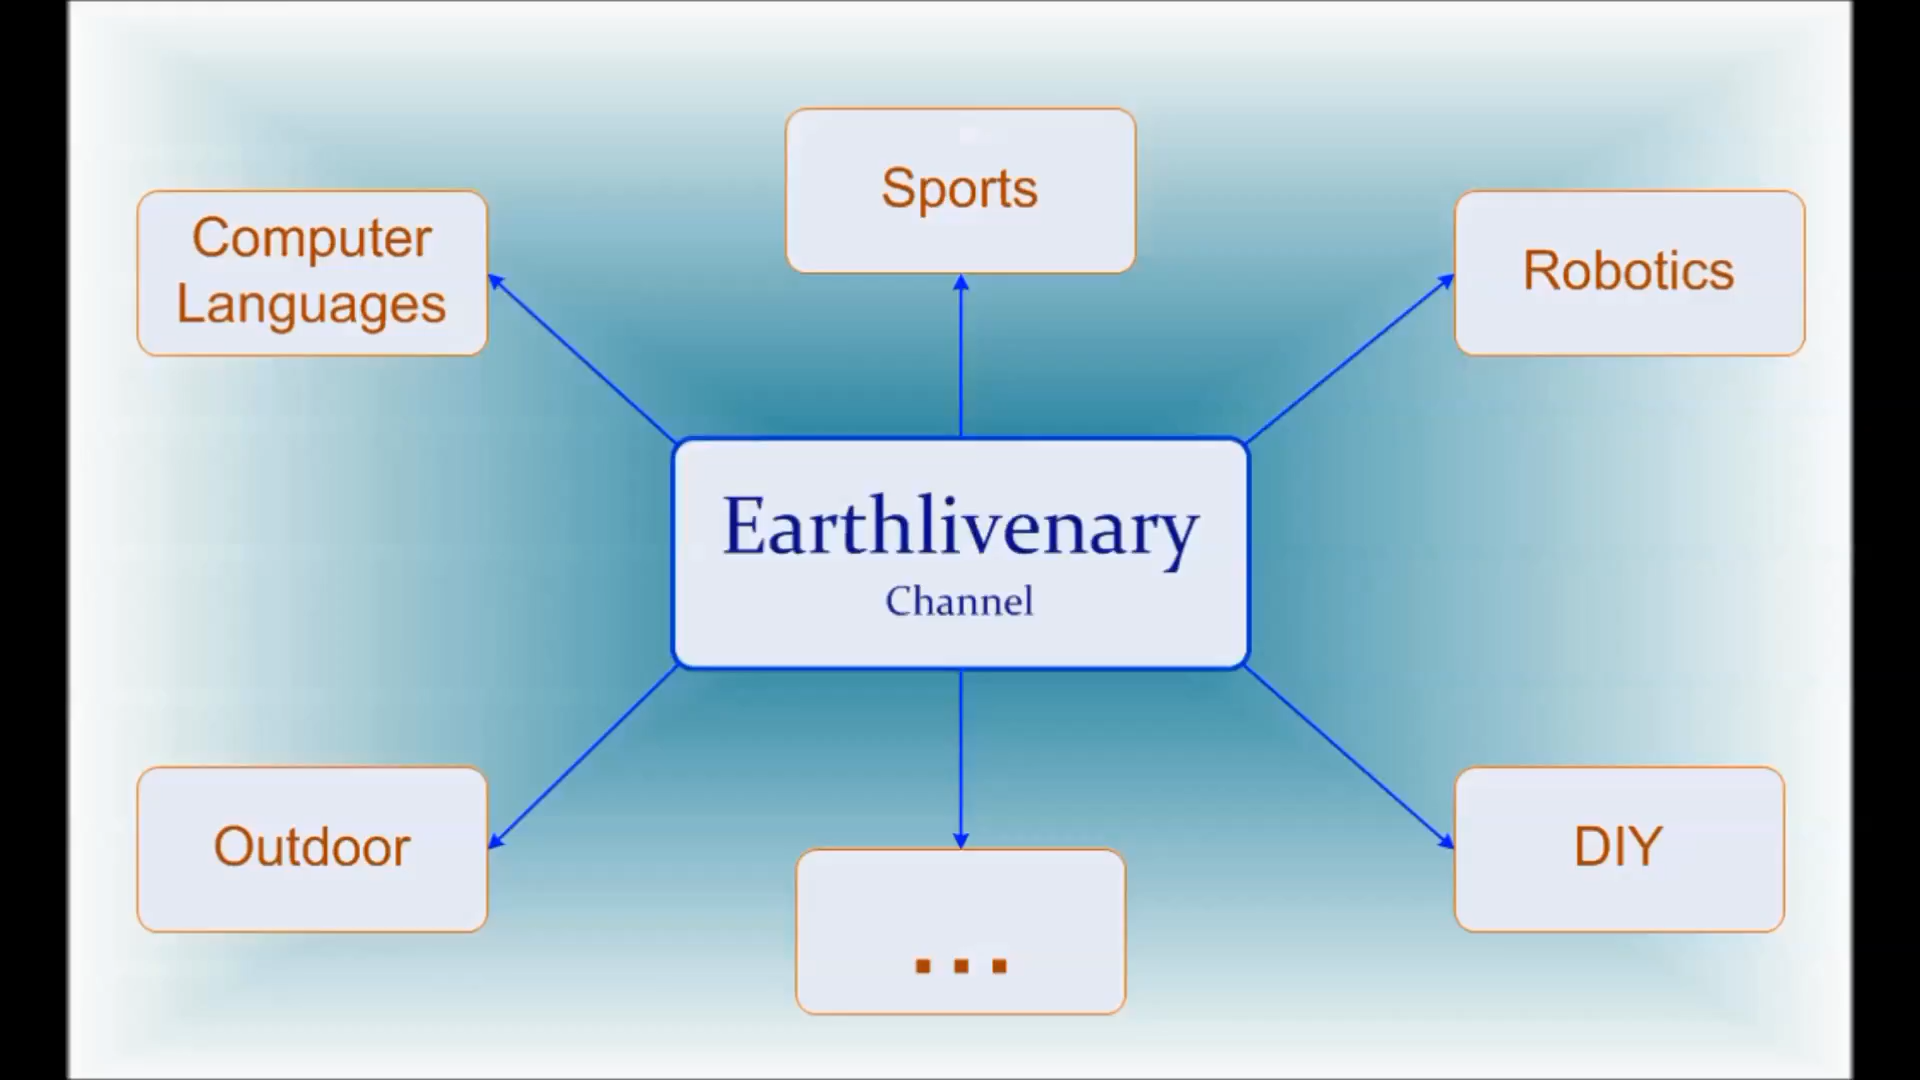 Sports
Computer
Languages
Robotics
Earthlivenary
Channel
Outdoor
DIY
...